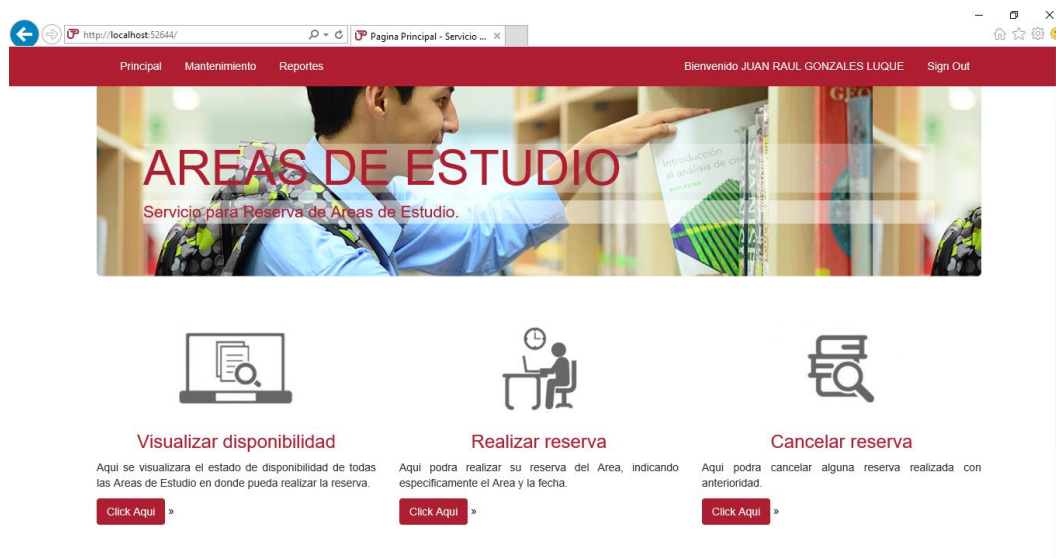 http://localhost:52644/
Pagina Principal - Servicio ...
Principal Mantenimiento Reportes Bienvenido JUAN RAUL GONZALES LUQUE Sign Out
GEO
Introducción
al análisis de
AREAS DE ESTUDIO
Servicio para Reserva de Areas de Estudio.
Visualizar disponibilidad
Aqui se visualizara el estado de disponibilidad de todas
las Areas de Estudio en donde pueda realizar la reserva.
Click Aqui »
Realizar reserva
Aqui podra realizar su reserva del Area, indicando
especificamente el Area y la fecha.
Click Aqui »
Cancelar reserva
Aqui podra cancelar alguna reserva realizada con
anterioridad.
Click Aqui »